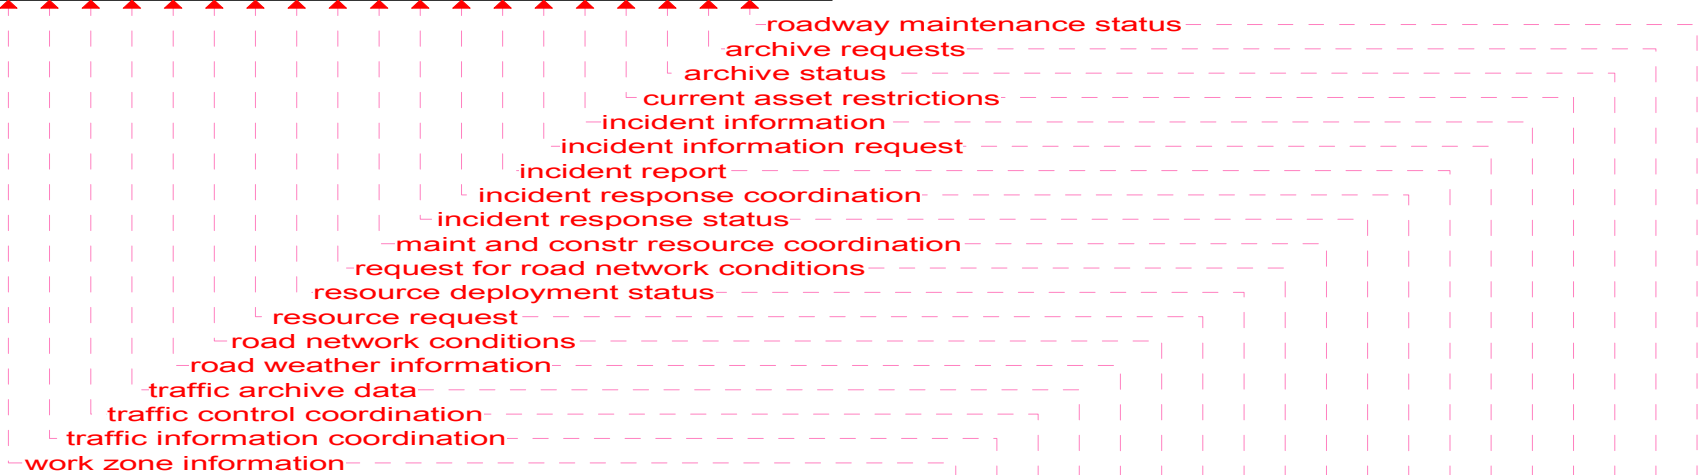 roadway maintenance status
archive requests
archive status
current asset restrictions
incident information
incident information request
incident report
incident response coordination
incident response status
maint and constr resource coordination
request for road network conditions
resource deployment status
resource request
road network conditions
road weather information
traffic archive data
traffic control coordination
traffic information coordination
work zone information